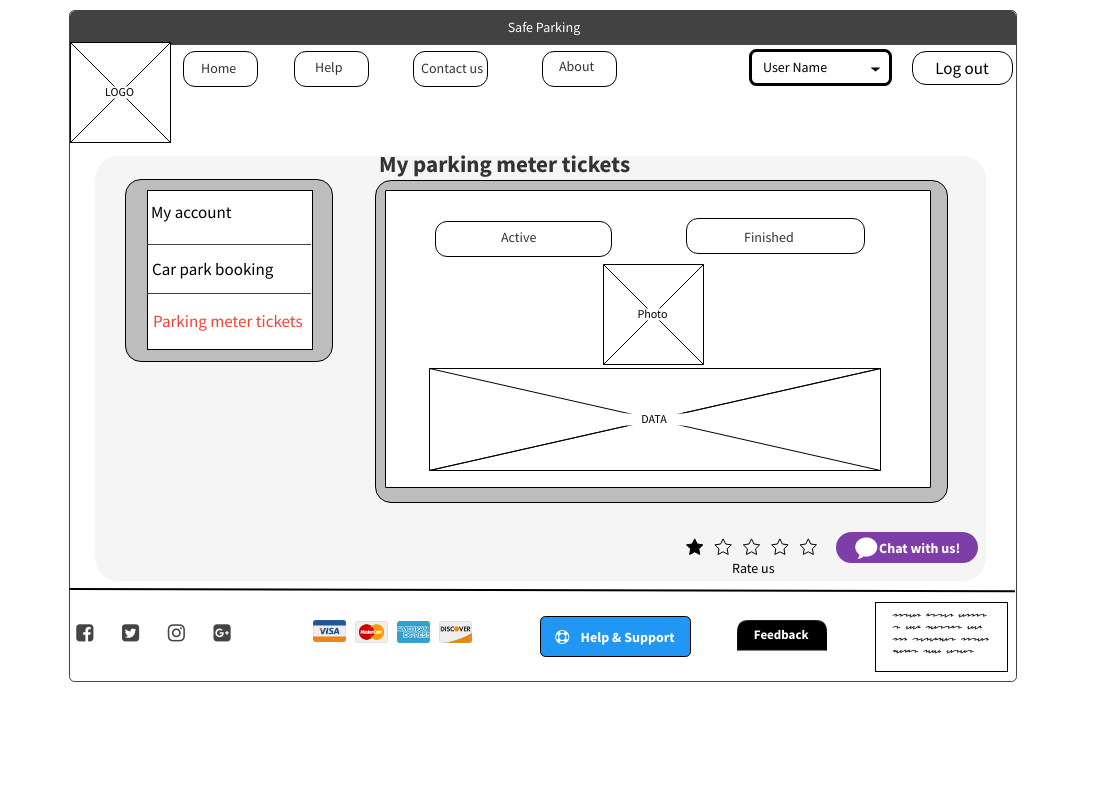 Safe Parking
LOGO
Home
Help
Contact us
About
User Name
Log out
My parking meter tickets
My account
Car park booking
Parking meter tickets
Active
Finished
Photo
DATA
Rate us
Chat with us!
VISA
MasterCard
AMERICAN EXPRESS
DISCOVER
Help & Support
Feedback